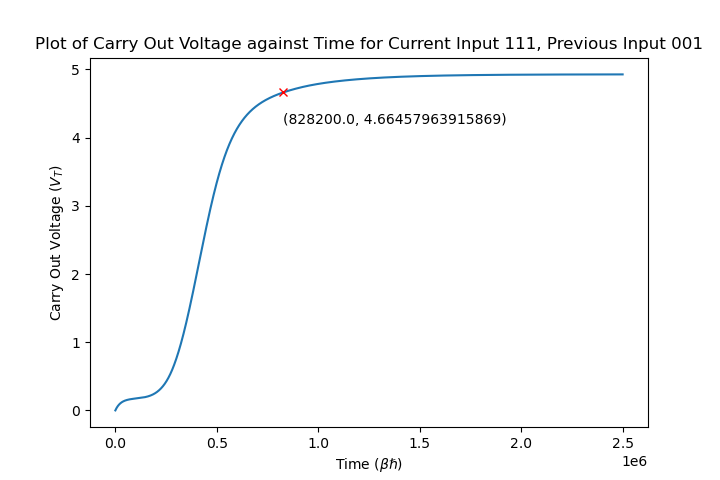 Plot of Carry Out Voltage against Time for Current Input 111, Previous Input 001
5
4
3
2
1
0
Carry Out Voltage (V_T)
(828200.0, 4.66457963915869)
0.0 0.5 1.0 1.5 2.0 2.5
1e6
Time (βℏ)